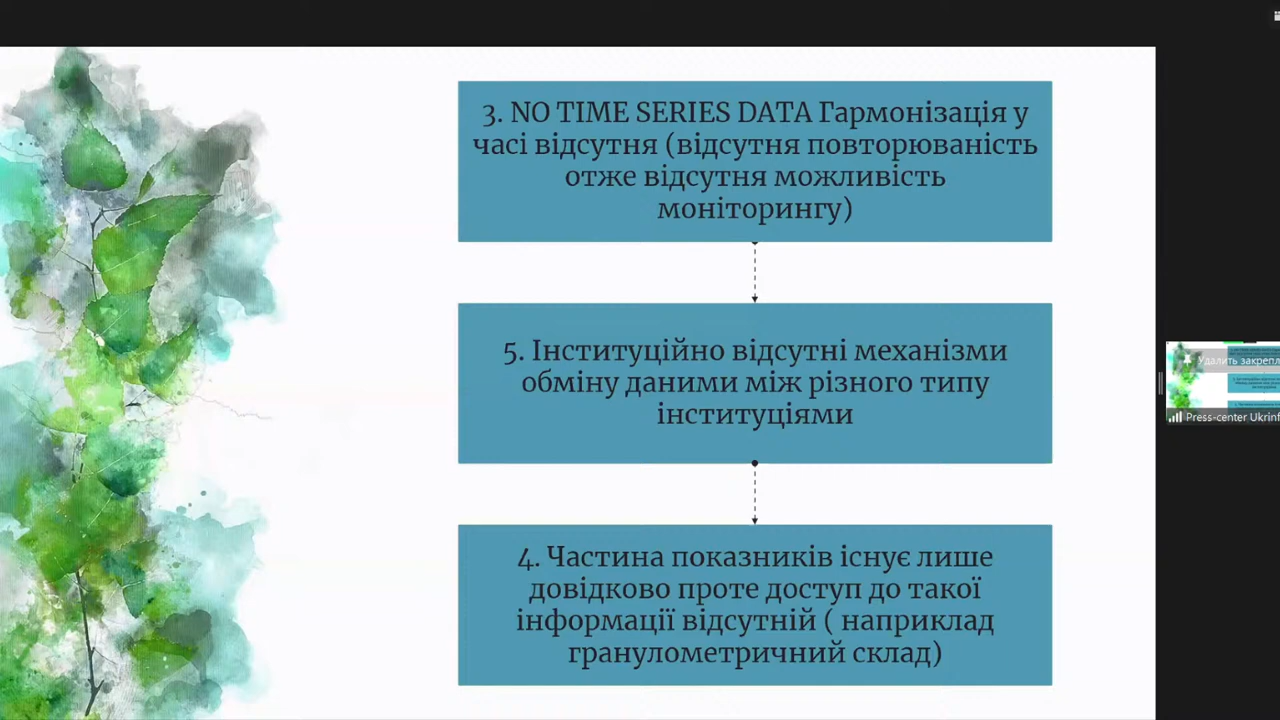 3. NO TIME SERIES DATA Гармонізація у
часі відсутня (відсутня повторюваність
отже відсутня можливість
моніторингу)
5. Інституційно відсутні механізми
обміну даними між різного типу
інституціями
4. Частина показників існує лише
довідково проте доступ до такої
інформації відсутній ( наприклад
гранулометричний склад)
Удалить закрепл
Press-center Ukrinf